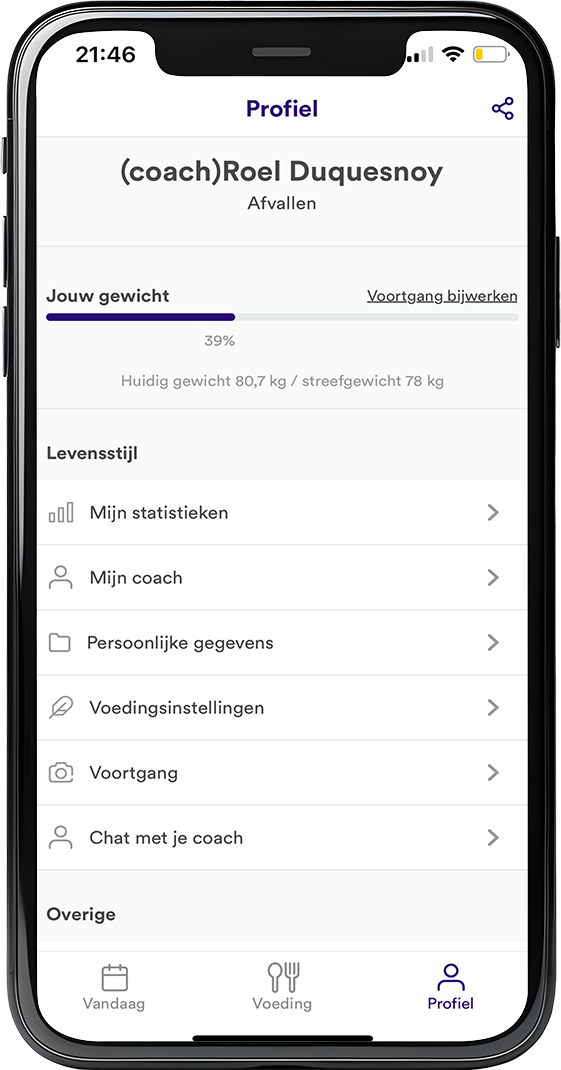 21:46
Profiel
(coach)Roel Duquesnoy
Afvallen
Jouw gewicht
Voortgang bijwerken
39%
Huidig gewicht 80,7 kg / streefgewicht 78 kg
Levensstijl
Mijn statistieken
Mijn coach
Persoonlijke gegevens
Voedingsinstellingen
Voortgang
Chat met je coach
Overige
Vandaag
Voeding
Profiel